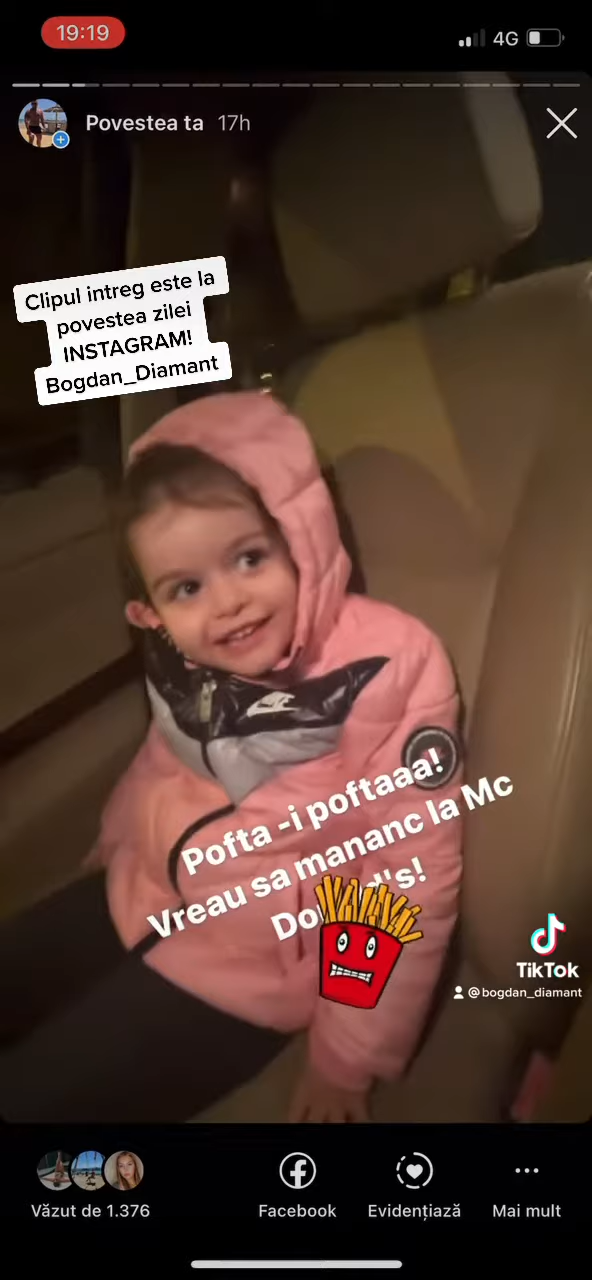 19:19
4G
Povestea ta 17h
Clipul intreg este la
povestea zilei
INSTAGRAM!
Bogdan_Diamant
Pofta -i poftaaa!
Vreau sa mananc la Mc
TikTok
@bogdan_diamant
Văzut de 1.376
Facebook
Evidențiază
Mai mult